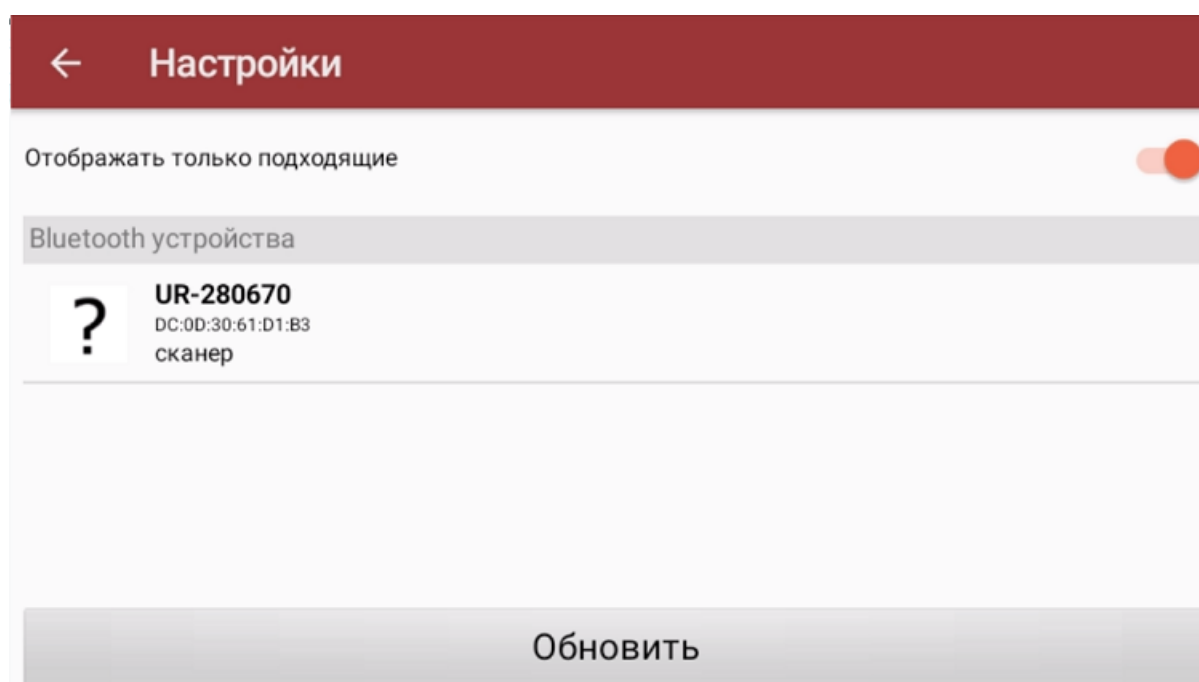 Настройки
Отображать только подходящие
Bluetooth устройства
?
UR-280670
DC:0D:30:61:D1:B3
сканер
Обновить